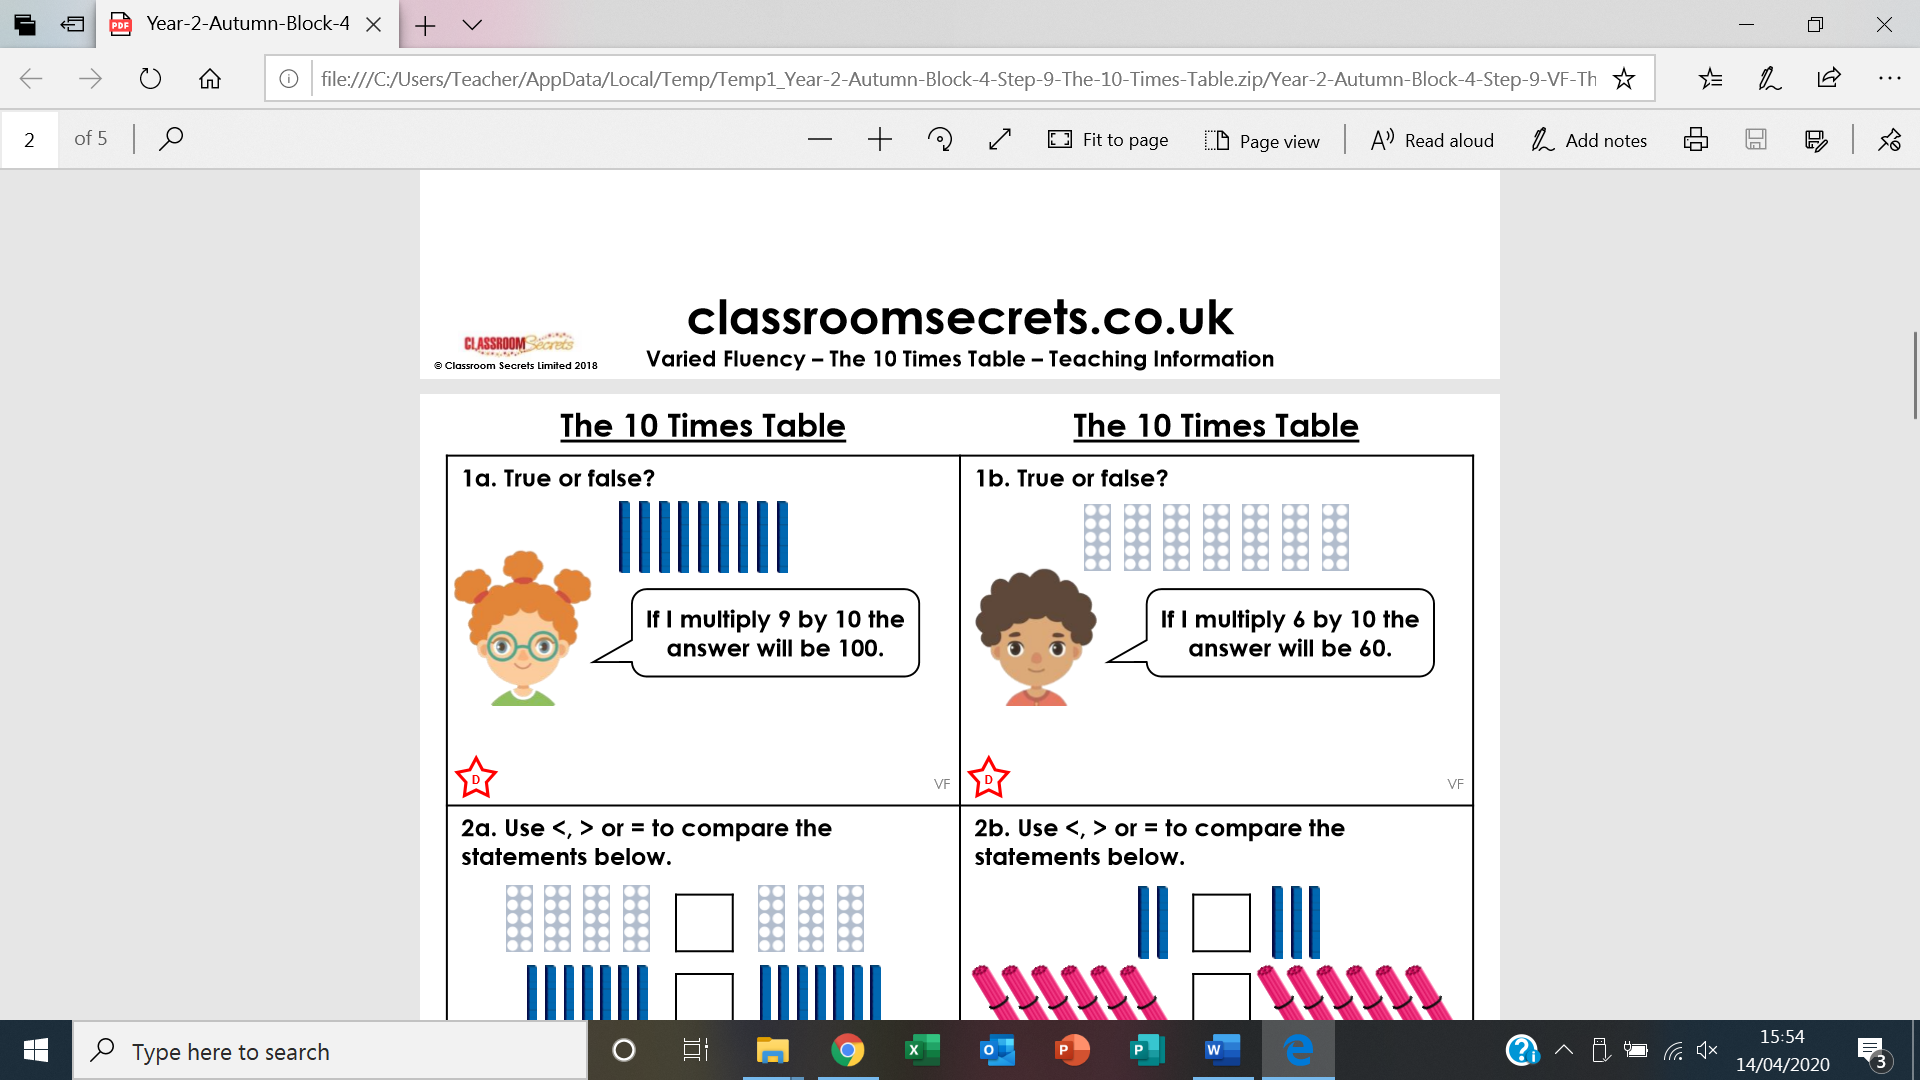 Year-2-Autumn-Block-4
file:///C:/Users/Teacher/AppData/Local/Temp/Temp1_Year-2-Autumn-Block-4-Step-9-The-10-Times-Table.zip/Year-2-Autumn-Block-4-Step-9-VF-Th
2 of 5
Fit to page
Page view
Read aloud
Add notes
classroomsecrets.co.uk
CLASSROOM Secrets
© Classroom Secrets Limited 2018
Varied Fluency – The 10 Times Table – Teaching Information
The 10 Times Table
1a. True or false?
If I multiply 9 by 10 the
answer will be 100.
D
VF
The 10 Times Table
1b. True or false?
If I multiply 6 by 10 the
answer will be 60.
D
VF
2a. Use <, > or = to compare the
statements below.
2b. Use <, > or = to compare the
statements below.
Type here to search
15:54
14/04/2020
3